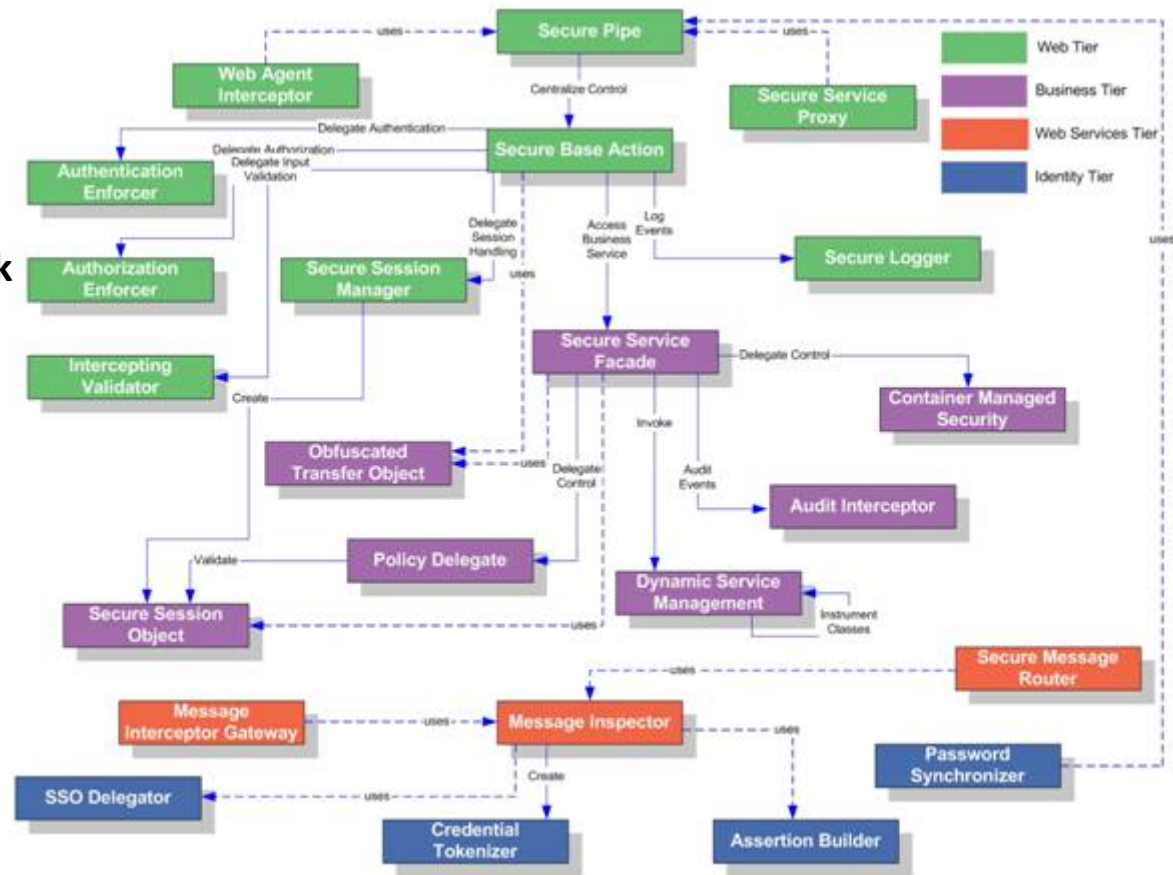 Secure Pipe
uses
uses
Web Tier
Web Agent
Interceptor
Centralize Control
Secure Service
Proxy
Business Tier
Delegate Authentication
Web Services Tier
Secure Base Action
Delegate Authorization
Delegate Input
Validation
Authentication
Enforcer
Identity Tier
Delegate
Session
Handling
Access
Business
Service
Log
Events
uses
k
Authorization
Enforcer
Secure Session
Manager
uses
Secure Logger
Secure Service
Facade
Delegate Control
Intercepting
Validator
Create
Container Managed
Security
Invoke
Obfuscated
Transfer Object
uses
Delegate
Control
Audit
Events
Audit Interceptor
Validate
Policy Delegate
Dynamic Service
Management
Instrument
Classes
Secure Session
Object
uses
Secure Message
Router
uses
Message
Interceptor Gateway
uses
Message Inspector
uses
Password
Synchronizer
Create
SSO Delegator
uses
Credential
Tokenizer
Assertion Builder